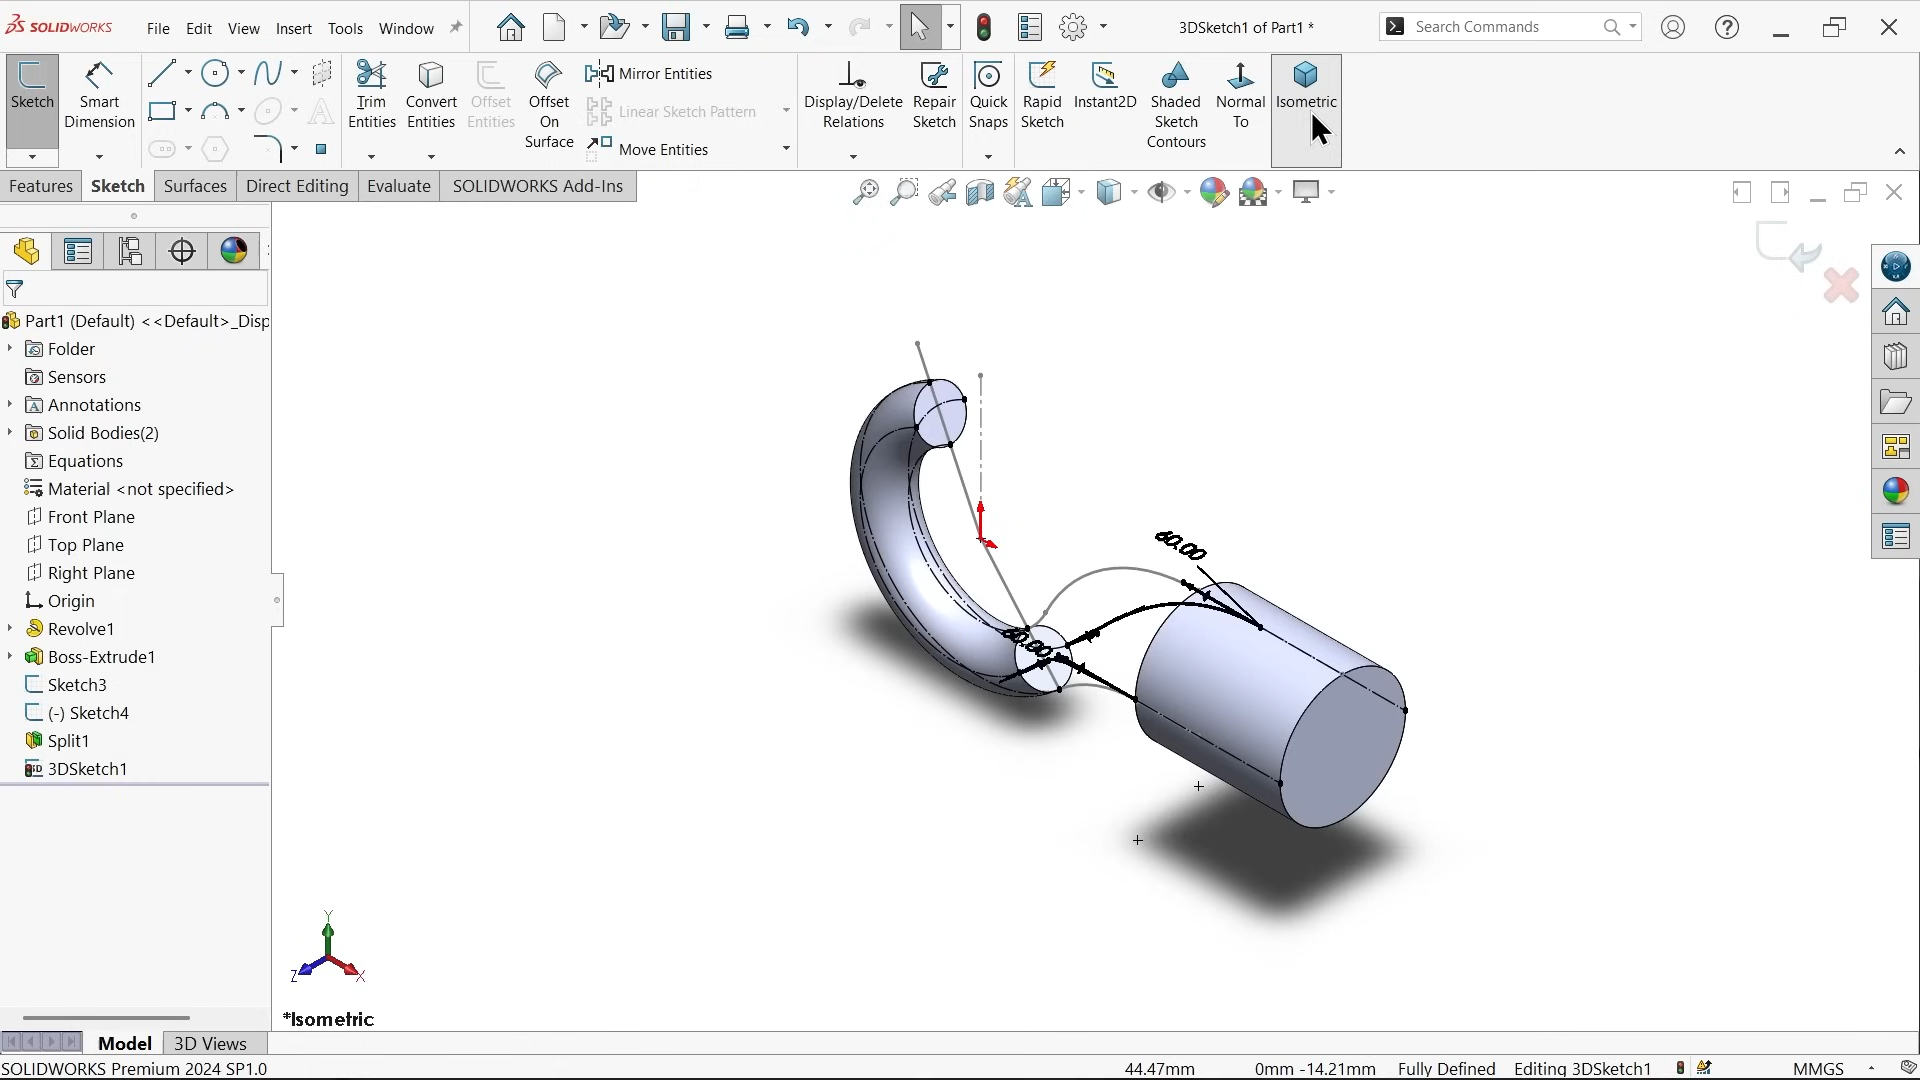 SOLIDWORKS File Edit View Insert Tools Window 3DSketch1 of Part1 * Search Commands
Sketch Smart Dimension Trim Entities Convert Entities Offset Entities Offset On Surface Mirror Entities Linear Sketch Pattern Move Entities Display/Delete Relations Repair Sketch Quick Snaps Rapid Sketch Instant2D Shaded Sketch Contours Normal To Isometric
Features Sketch Surfaces Direct Editing Evaluate SOLIDWORKS Add-Ins
Part1 (Default) <<Default>_Disp
Folder
Sensors
Annotations
Solid Bodies(2)
Equations
Material <not specified>
Front Plane
Top Plane
Right Plane
Origin
Revolve1
Boss-Extrude1
Sketch3
(-) Sketch4
Split1
3DSketch1
60.00
60.00
Y
Z X
*Isometric
Model 3D Views
SOLIDWORKS Premium 2024 SP1.0 44.47mm 0mm -14.21mm Fully Defined Editing 3DSketch1 MMGS